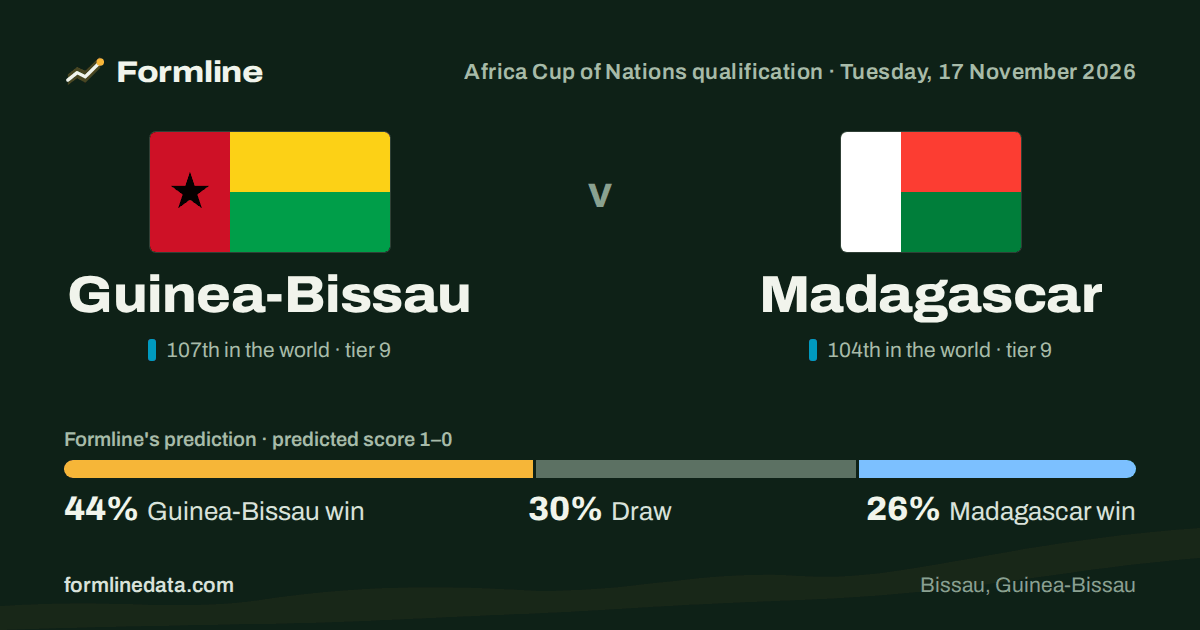 Formline
Africa Cup of Nations qualification · Tuesday, 17 November 2026
v
Guinea-Bissau
Madagascar
107th in the world · tier 9
104th in the world · tier 9
Formline's prediction · predicted score 1–0
44% Guinea-Bissau win
30% Draw
26% Madagascar win
formlinedata.com
Bissau, Guinea-Bissau